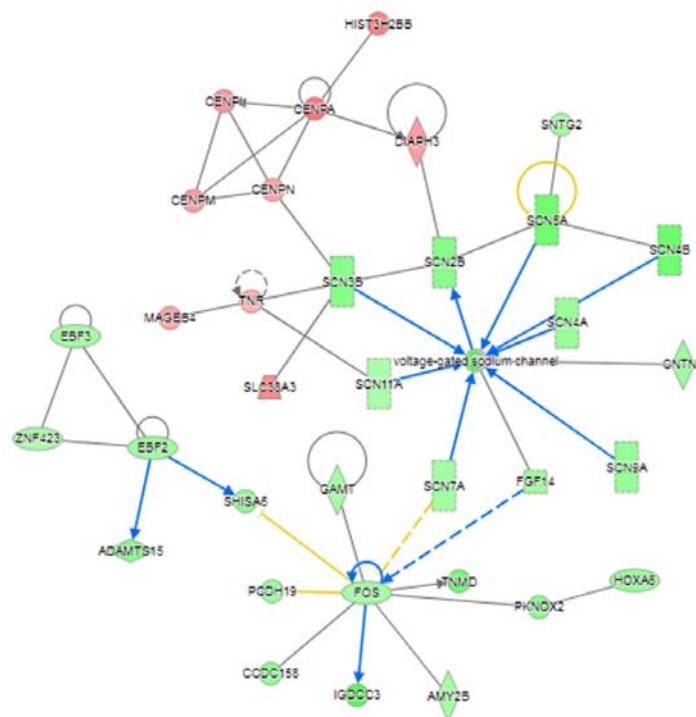 HIST3H2BB
CENPI
CENPA
DIAPH3
SNTG2
CENPM
CENPN
SCN5A
SCN2B
SCN4B
SCN3B
TNR
MAGEB4
SCN4A
EBF3
voltage-gated sodium-channel
CNTN
SLC38A3
SCN11A
ZNF423
EBF2
SCN7A
FGF14
SCN9A
GAMT
SHISA6
ADAMTS15
TNMD
HOXA5
PCDH19
FOS
PKNOX2
CCDC158
IGDCC3
AMY2B